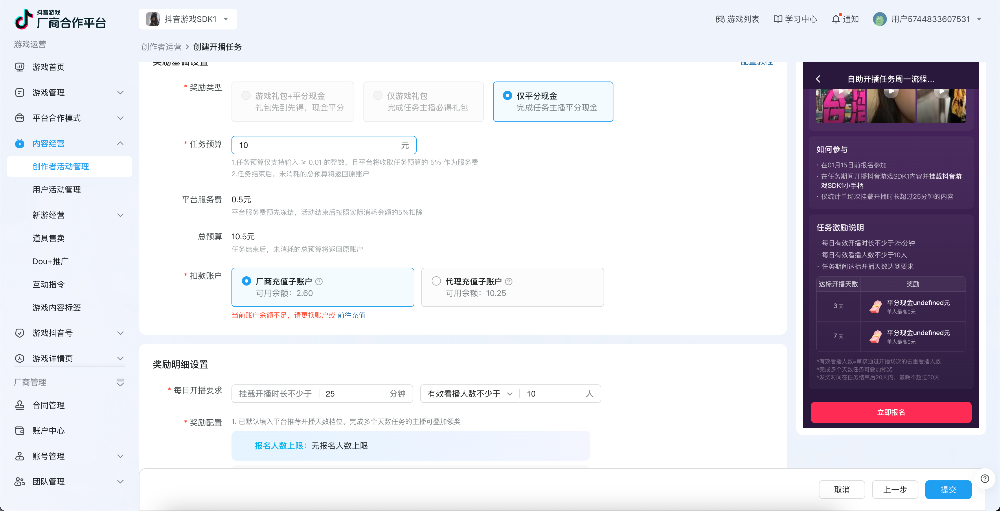 抖音游戏
厂商合作平台
抖音游戏SDK1
游戏列表
学习中心
通知
用户5744833607531
游戏运营
游戏首页
游戏管理
平台合作模式
内容经营
创作者活动管理
用户活动管理
新游经营
道具售卖
Dou+推广
互动指令
游戏内容标签
游戏抖音号
游戏详情页
厂商管理
合同管理
账户中心
账号管理
团队管理
创作者运营 > 创建开播任务
奖励基础设置
配置教程
* 奖励类型
游戏礼包+平分现金
礼包先到先得，现金平分
仅游戏礼包
完成任务主播必得礼包
仅平分现金
完成任务主播平分现金
* 任务预算
10 元
1.任务预算仅支持输入 ≥ 0.01 的整数，且平台将收取任务预算的 5% 作为服务费
2.任务结束后，未消耗的总预算将返回原账户
平台服务费 0.5元
平台服务费预先冻结，活动结束后按照实际消耗金额的5%扣除
总预算 10.5元
任务结束后，未消耗的总预算将返回原账户
* 扣款账户
厂商充值子账户
可用余额：2.60
代理充值子账户
可用余额：10.25
当前账户余额不足，请更换账户或 前往充值
奖励明细设置
* 每日开播要求
挂载开播时长不少于 25 分钟
有效看播人数不少于 10 人
* 奖励配置
1. 已默认填入平台推荐开播天数档位。完成多个天数任务的主播可叠加领奖
报名人数上限：无报名人数上限
取消
上一步
提交
自助开播任务周一流程...
如何参与
· 在01月15日前报名参加
· 在任务期间开播抖音游戏SDK1内容并挂载抖音游
戏SDK1小手柄
· 仅统计单场次挂载开播时长超过25分钟的内容
任务激励说明
· 每日有效开播时长不少于25分钟
· 每日有效看播人数不少于10人
· 任务期间达标开播天数达到要求
达标开播天数 奖励
3 天
平分现金undefined元
单人最高0元
7 天
平分现金undefined元
单人最高0元
*有效看播人数=审核通过开播场次的去重看播人数
*完成多个天数任务可叠加领奖
*发奖时间在任务结束后20天内，最晚不超过60天
立即报名